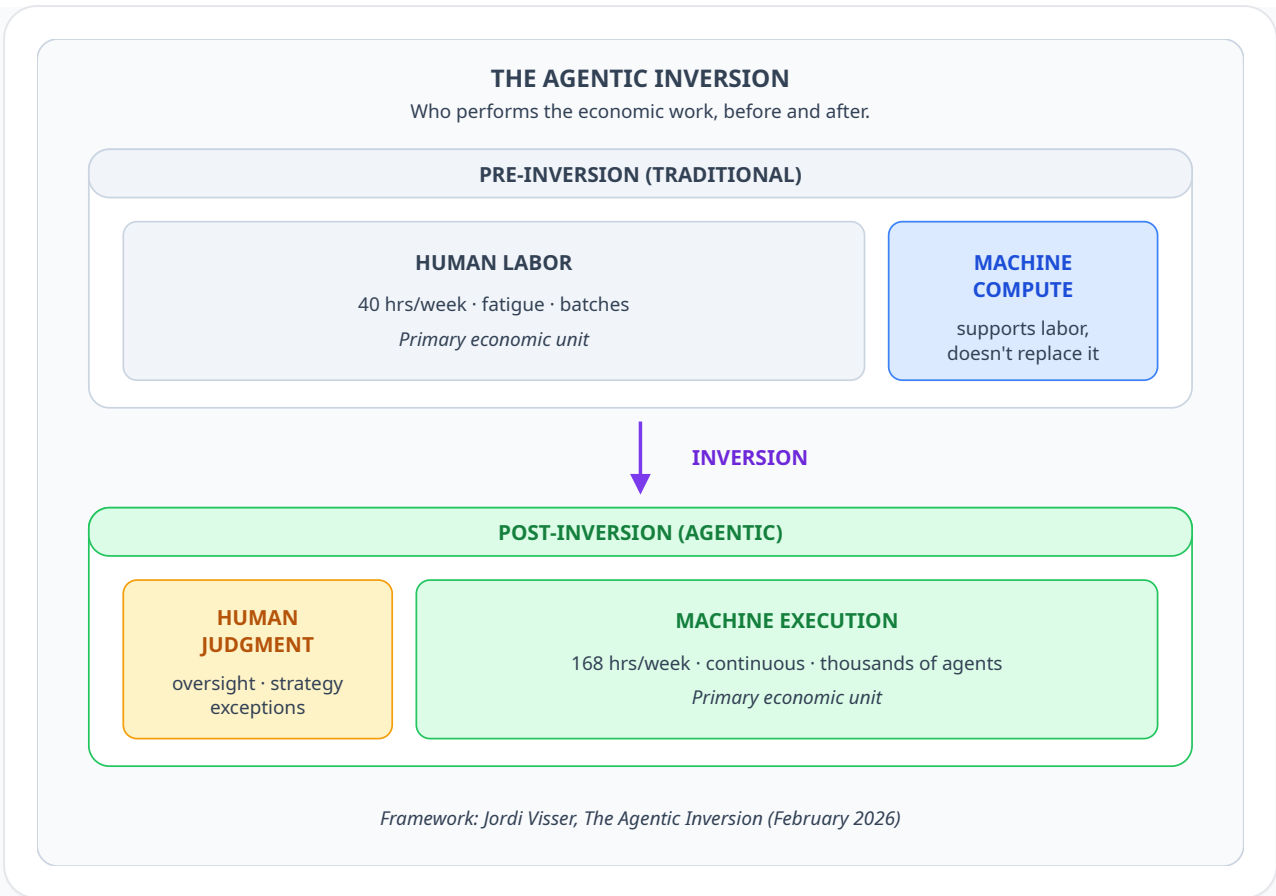 THE AGENTIC INVERSION
Who performs the economic work, before and after.
PRE-INVERSION (TRADITIONAL)
HUMAN LABOR
40 hrs/week · fatigue · batches
Primary economic unit
MACHINE
COMPUTE
supports labor,
doesn't replace it
INVERSION
POST-INVERSION (AGENTIC)
HUMAN
JUDGMENT
oversight · strategy
exceptions
MACHINE EXECUTION
168 hrs/week · continuous · thousands of agents
Primary economic unit
Framework: Jordi Visser, The Agentic Inversion (February 2026)